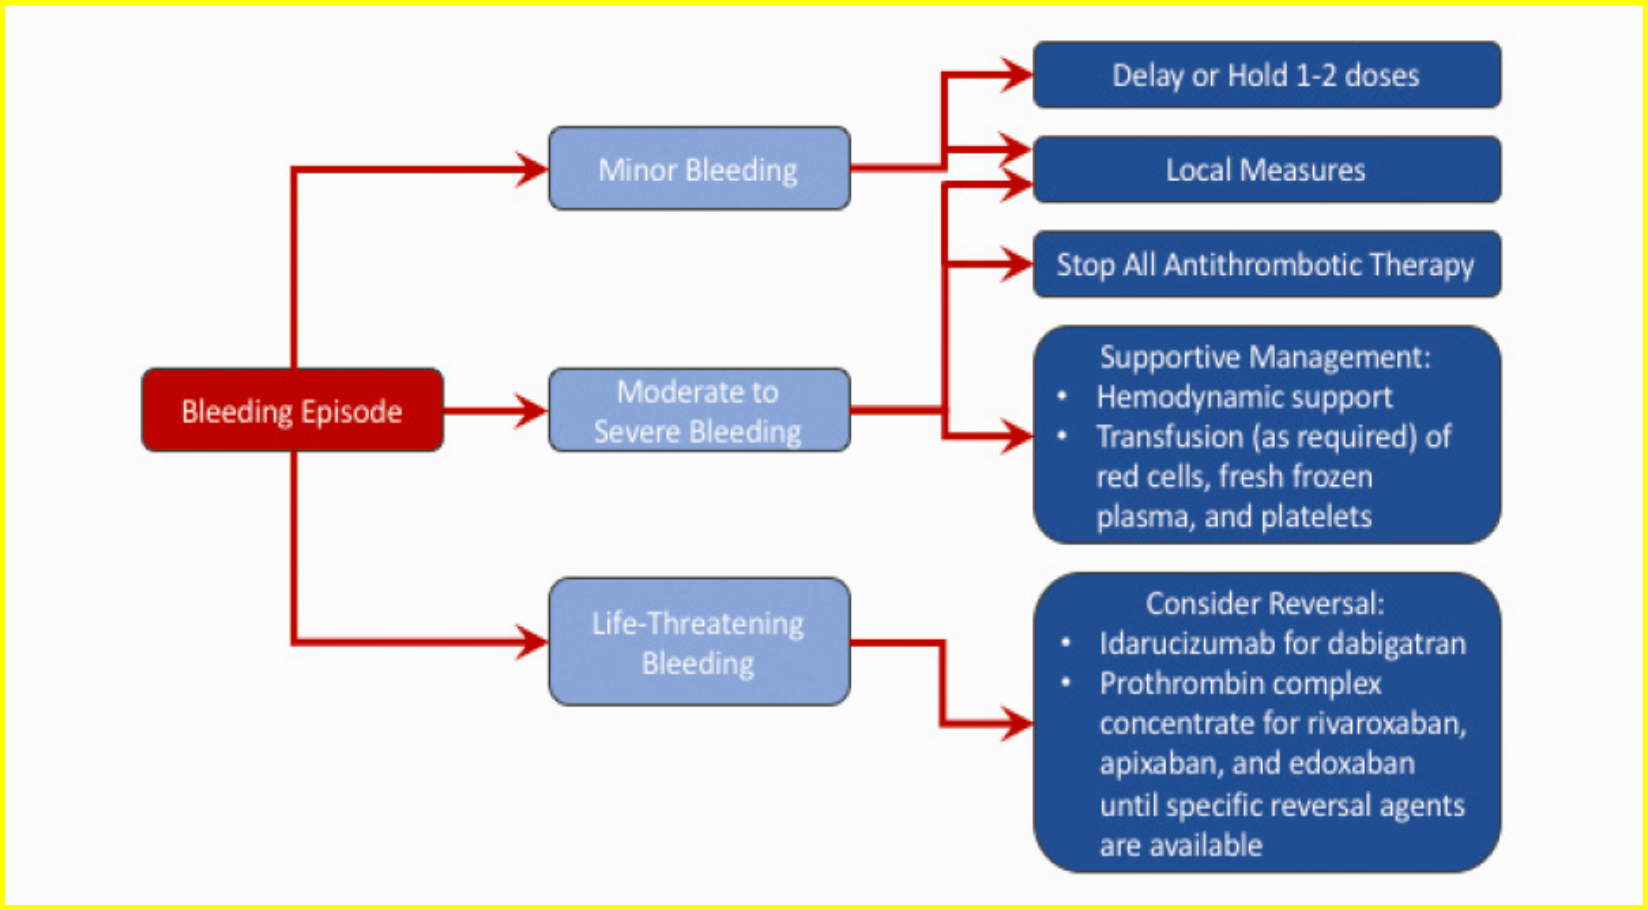 Delay or Hold 1-2 doses
Minor Bleeding
Local Measures
Stop All Antithrombotic Therapy
Bleeding Episode
Moderate to
Severe Bleeding
Supportive Management:
• Hemodynamic support
• Transfusion (as required) of
red cells, fresh frozen
plasma, and platelets
Life-Threatening
Bleeding
Consider Reversal:
• Idarucizumab for dabigatran
• Prothrombin complex
concentrate for rivaroxaban,
apixaban, and edoxaban
until specific reversal agents
are available